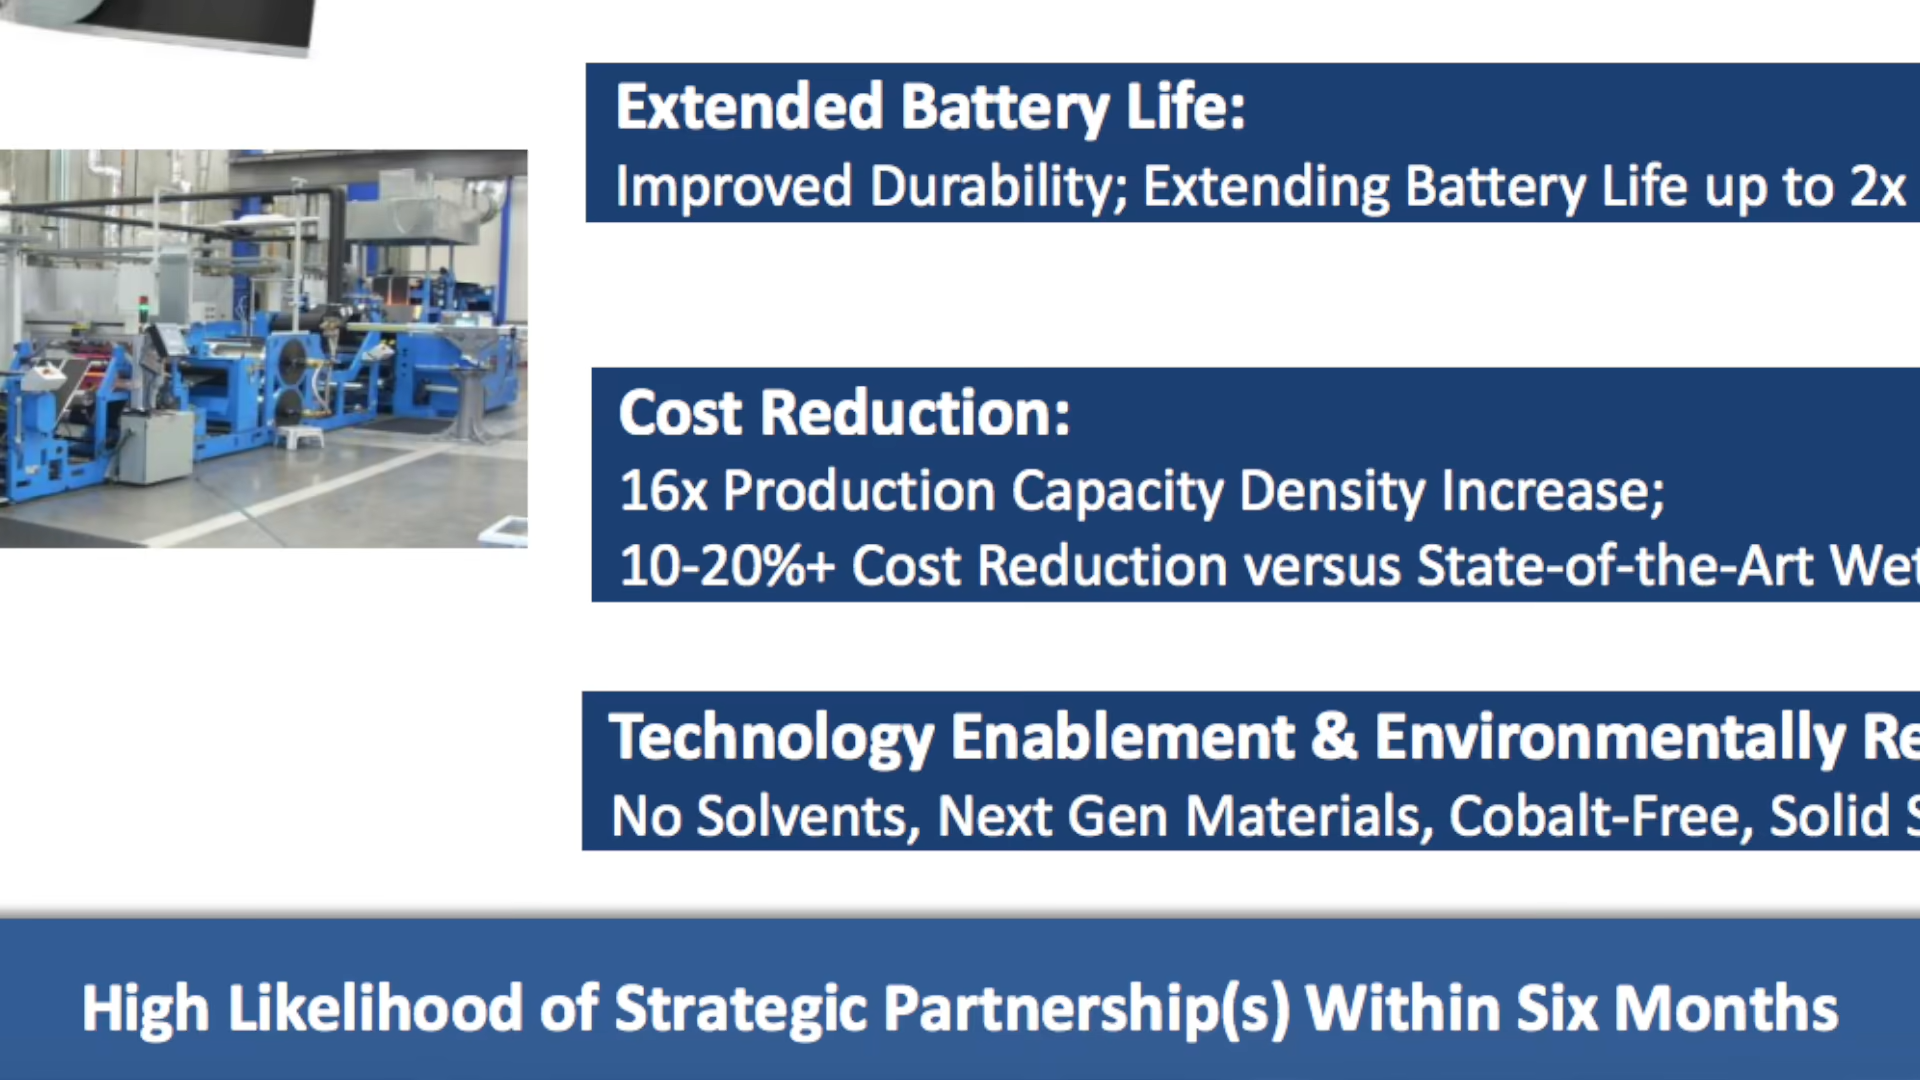 Extended Battery Life:
Improved Durability; Extending Battery Life up to 2x
Cost Reduction:
16x Production Capacity Density Increase;
10-20%+ Cost Reduction versus State-of-the-Art Wet
Technology Enablement & Environmentally
No Solvents, Next Gen Materials, Cobalt-Free, Solid
High Likelihood of Strategic Partnership(s) Within Six Months